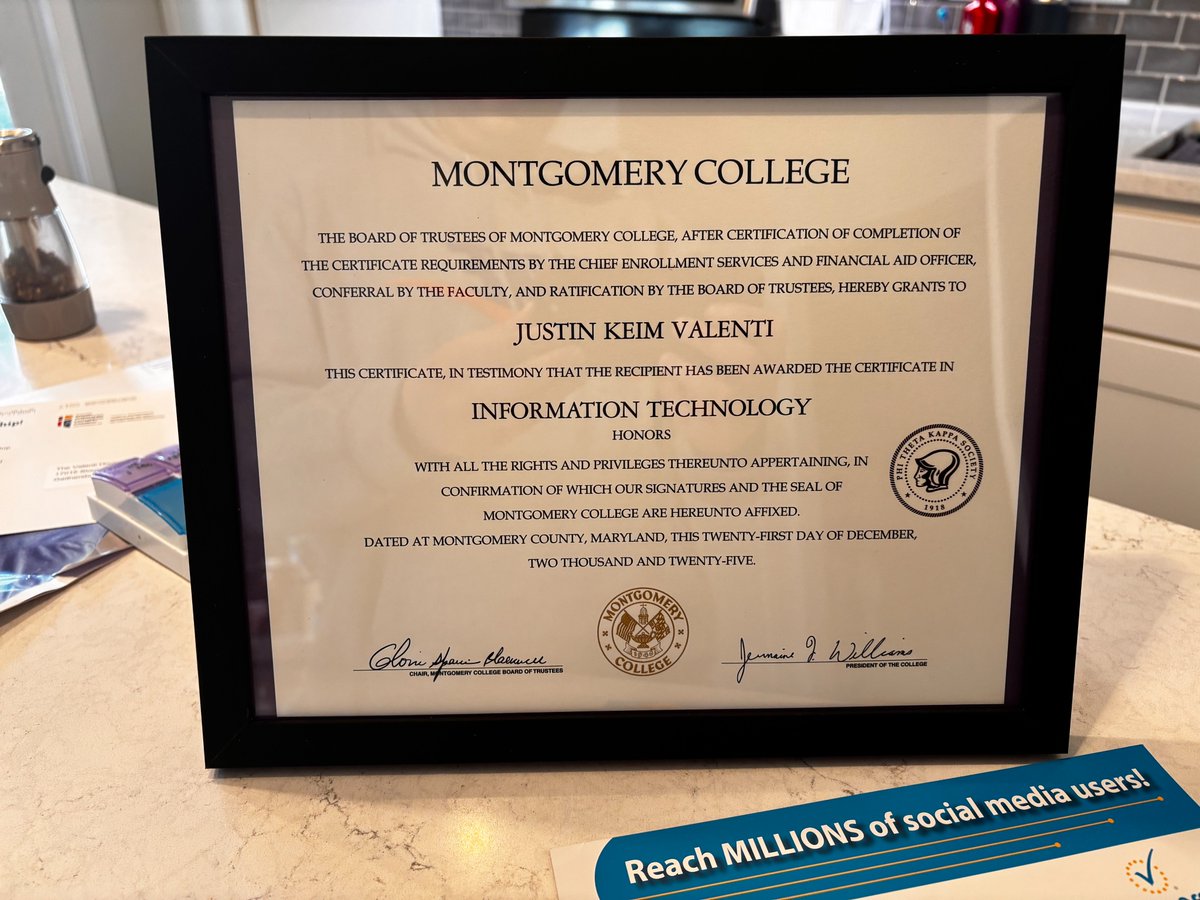 MONTGOMERY COLLEGE
THE BOARD OF TRUSTEES OF MONTGOMERY COLLEGE, AFTER CERTIFICATION OF COMPLETION OF
THE CERTIFICATE REQUIREMENTS BY THE CHIEF ENROLLMENT SERVICES AND FINANCIAL AID OFFICER,
CONFERRAL BY THE FACULTY, AND RATIFICATION BY THE BOARD OF TRUSTEES, HEREBY GRANTS TO
JUSTIN KEIM VALENTI
THIS CERTIFICATE, IN TESTIMONY THAT THE RECIPIENT HAS BEEN AWARDED THE CERTIFICATE IN
INFORMATION TECHNOLOGY
HONORS
WITH ALL THE RIGHTS AND PRIVILEGES THEREUNTO APPERTAINING, IN
CONFIRMATION OF WHICH OUR SIGNATURES AND THE SEAL OF
MONTGOMERY COLLEGE ARE HEREUNTO AFFIXED.
DATED AT MONTGOMERY COUNTY, MARYLAND, THIS TWENTY-FIRST DAY OF DECEMBER,
TWO THOUSAND AND TWENTY-FIVE.
PHI THETA KAPPA SOCIETY
1918
MONTGOMERY
COLLEGE
CHAIR, MONTGOMERY COLLEGE BOARD OF TRUSTEES
Jermaine F. Williams
PRESIDENT OF THE COLLEGE
Reach MILLIONS of social media users!